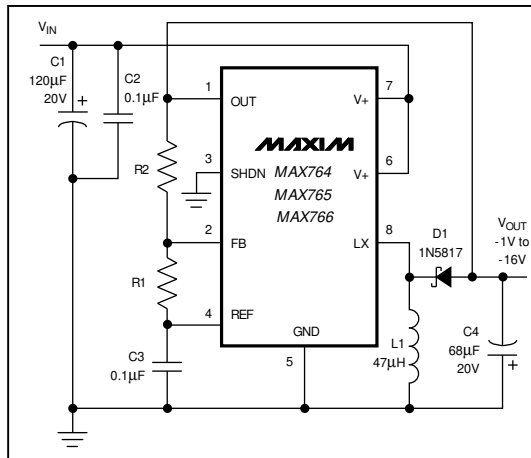 VIN
C1
120µF
20V
+
C2
0.1µF
1
OUT
R2
3
SHDN
2
FB
R1
4
REF
C3
0.1µF
MAXIM
MAX764
MAX765
MAX766
GND
5
V+
7
V+
6
LX
8
D1
1N5817
VOUT
-1V to
-16V
L1
47µH
C4
68µF
20V
+